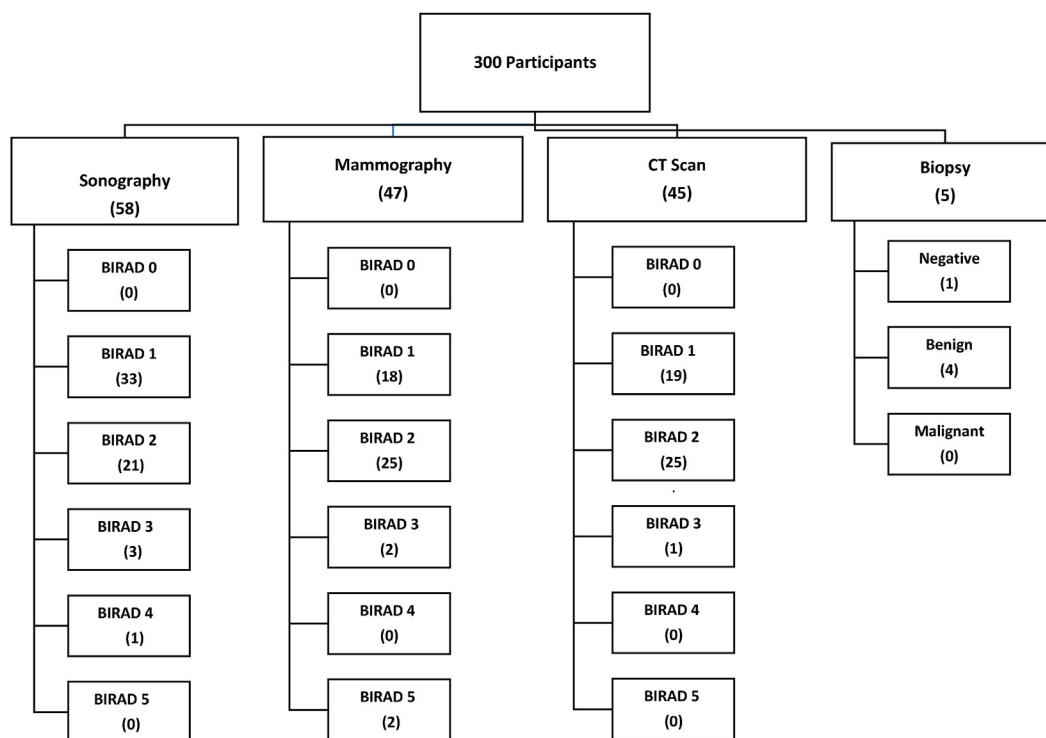 300 Participants
Sonography
(58)
BIRAD 0
(0)
BIRAD 1
(33)
BIRAD 2
(21)
BIRAD 3
(3)
BIRAD 4
(1)
BIRAD 5
(0)
Mammography
(47)
BIRAD 0
(0)
BIRAD 1
(18)
BIRAD 2
(25)
BIRAD 3
(2)
BIRAD 4
(0)
BIRAD 5
(2)
CT Scan
(45)
BIRAD 0
(0)
BIRAD 1
(19)
BIRAD 2
(25)
BIRAD 3
(1)
BIRAD 4
(0)
BIRAD 5
(0)
Biopsy
(5)
Negative
(1)
Benign
(4)
Malignant
(0)